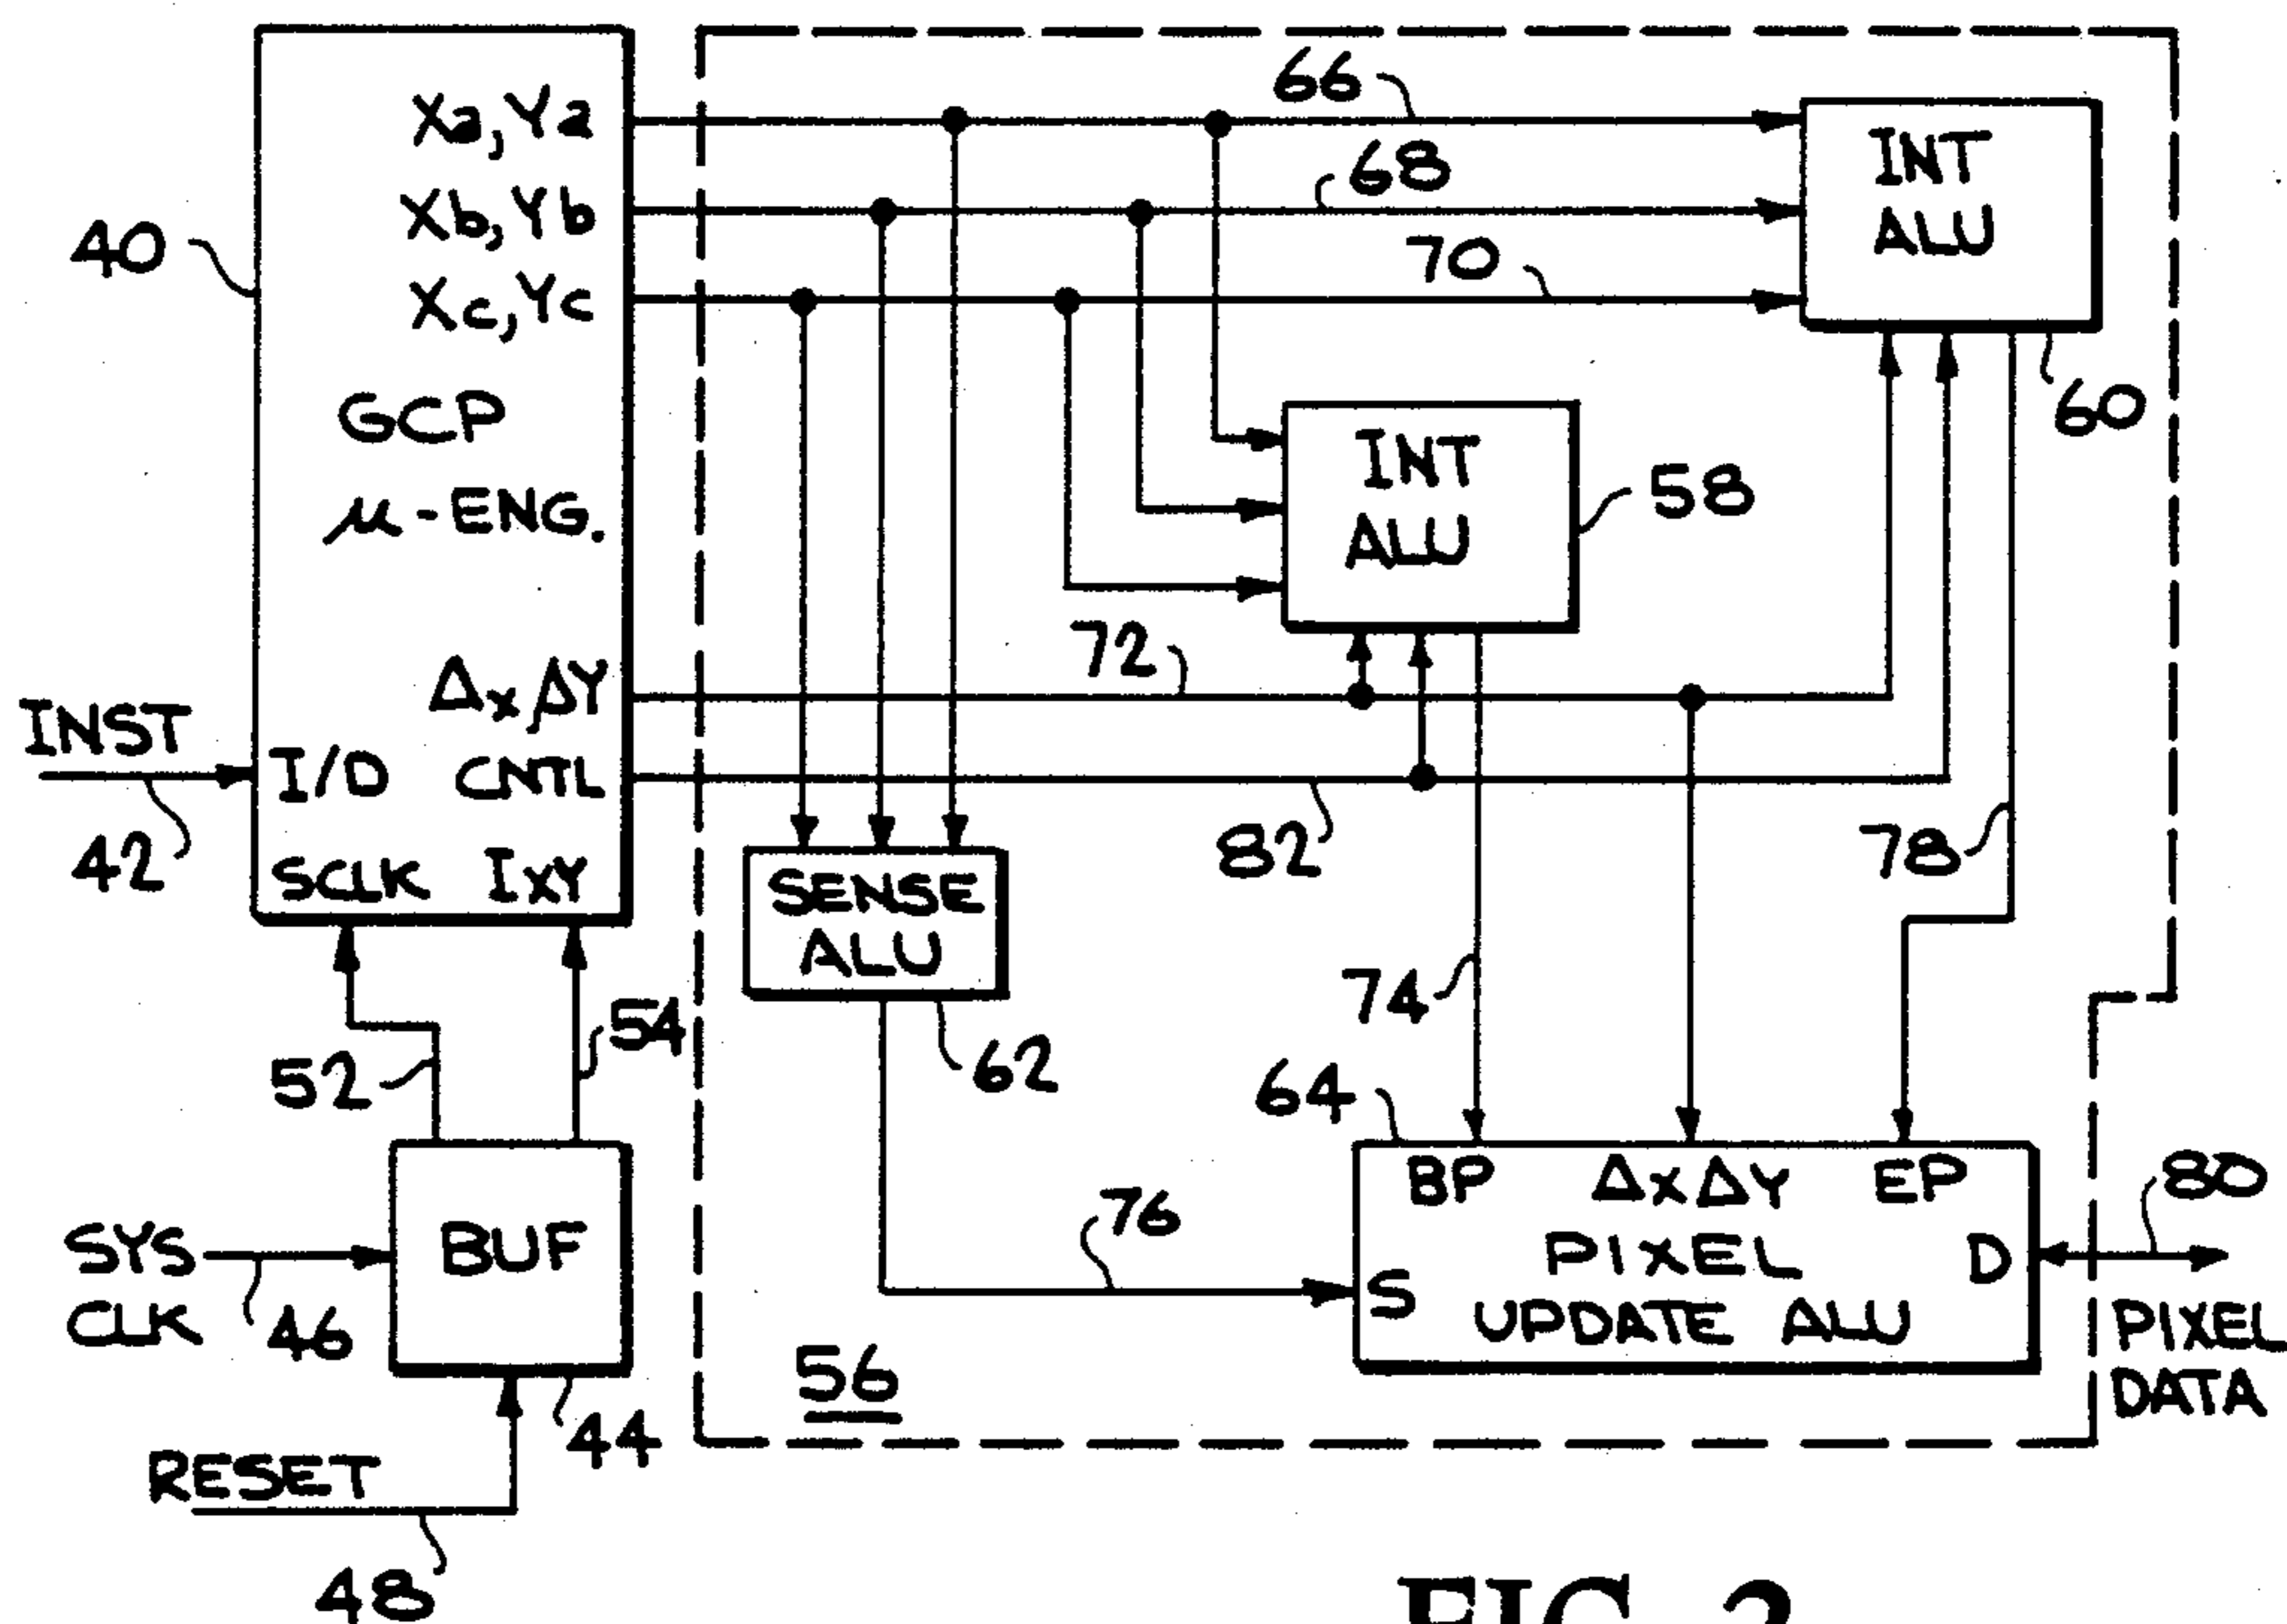 66
Xa, Ya
INT
ALU
68
Xb, Yb
40
70
Xc, Yc
60
GCP
INT
ALU
58
μ-ENG.
72
Δx, ΔY
INST
I/D
CNTL
42
82
78
SCLK
IXY
SENSE
ALU
74
54
52
62
64
BP
ΔXΔY
EP
80
76
SYS
CLK
BUF
PIXEL
D
S
UPDATE ALU
46
PIXEL
DATA
56
44
RESET
48
FIG. 2